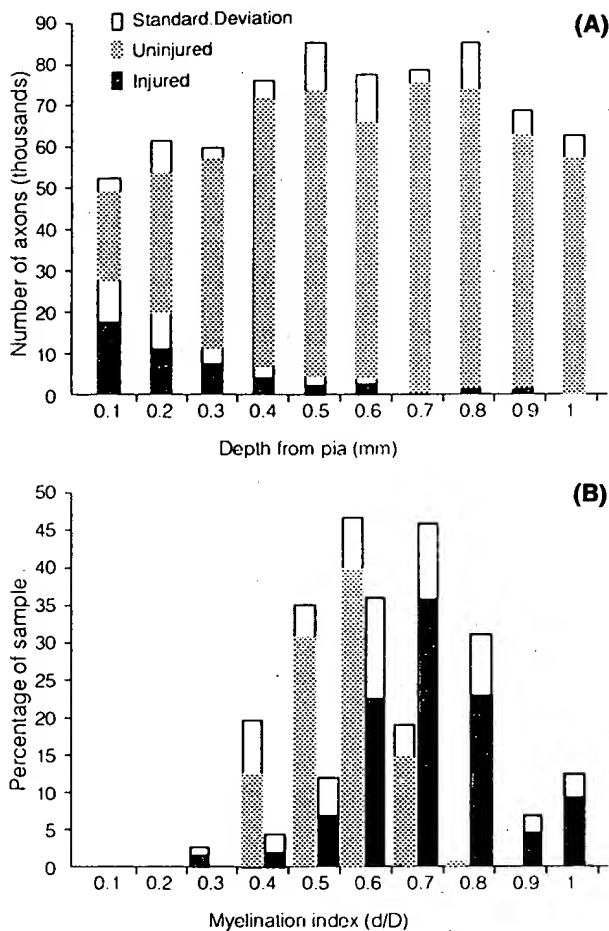 (A)
Standard Deviation
Uninjured
Injured
90
80
70
60
50
40
30
20
10
0
Number of axons (thousands)
0.1 0.2 0.3 0.4 0.5 0.6 0.7 0.8 0.9 1
Depth from pia (mm)
(B)
50
45
40
35
30
25
20
15
10
5
0
Percentage of sample
0.1 0.2 0.3 0.4 0.5 0.6 0.7 0.8 0.9 1
Myelination index (d/D)